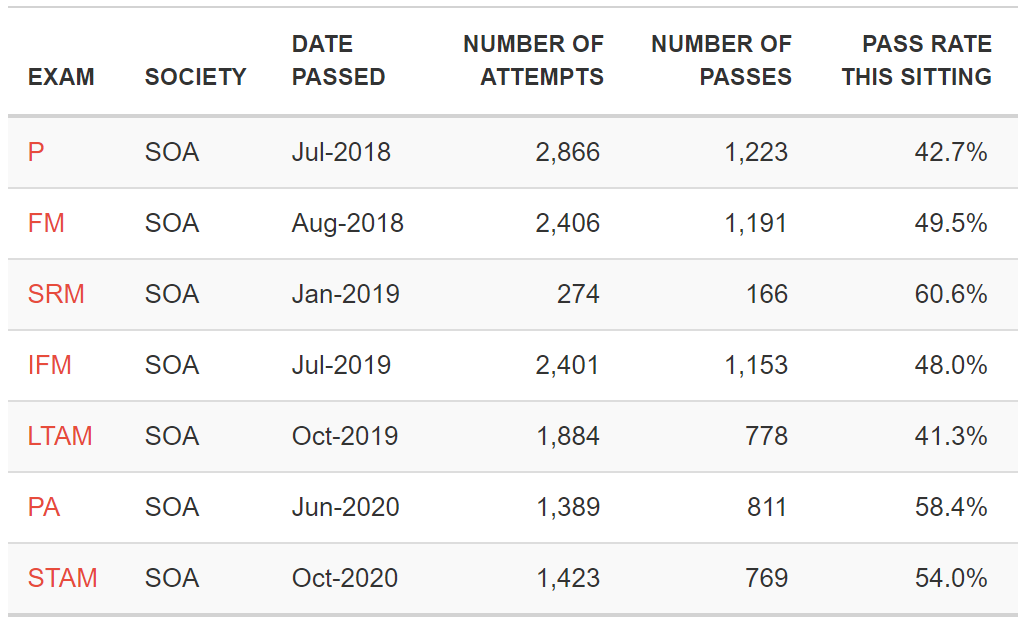 EXAM SOCIETY DATE PASSED NUMBER OF ATTEMPTS NUMBER OF PASSES PASS RATE THIS SITTING
P SOA Jul-2018 2,866 1,223 42.7%
FM SOA Aug-2018 2,406 1,191 49.5%
SRM SOA Jan-2019 274 166 60.6%
IFM SOA Jul-2019 2,401 1,153 48.0%
LTAM SOA Oct-2019 1,884 778 41.3%
PA SOA Jun-2020 1,389 811 58.4%
STAM SOA Oct-2020 1,423 769 54.0%